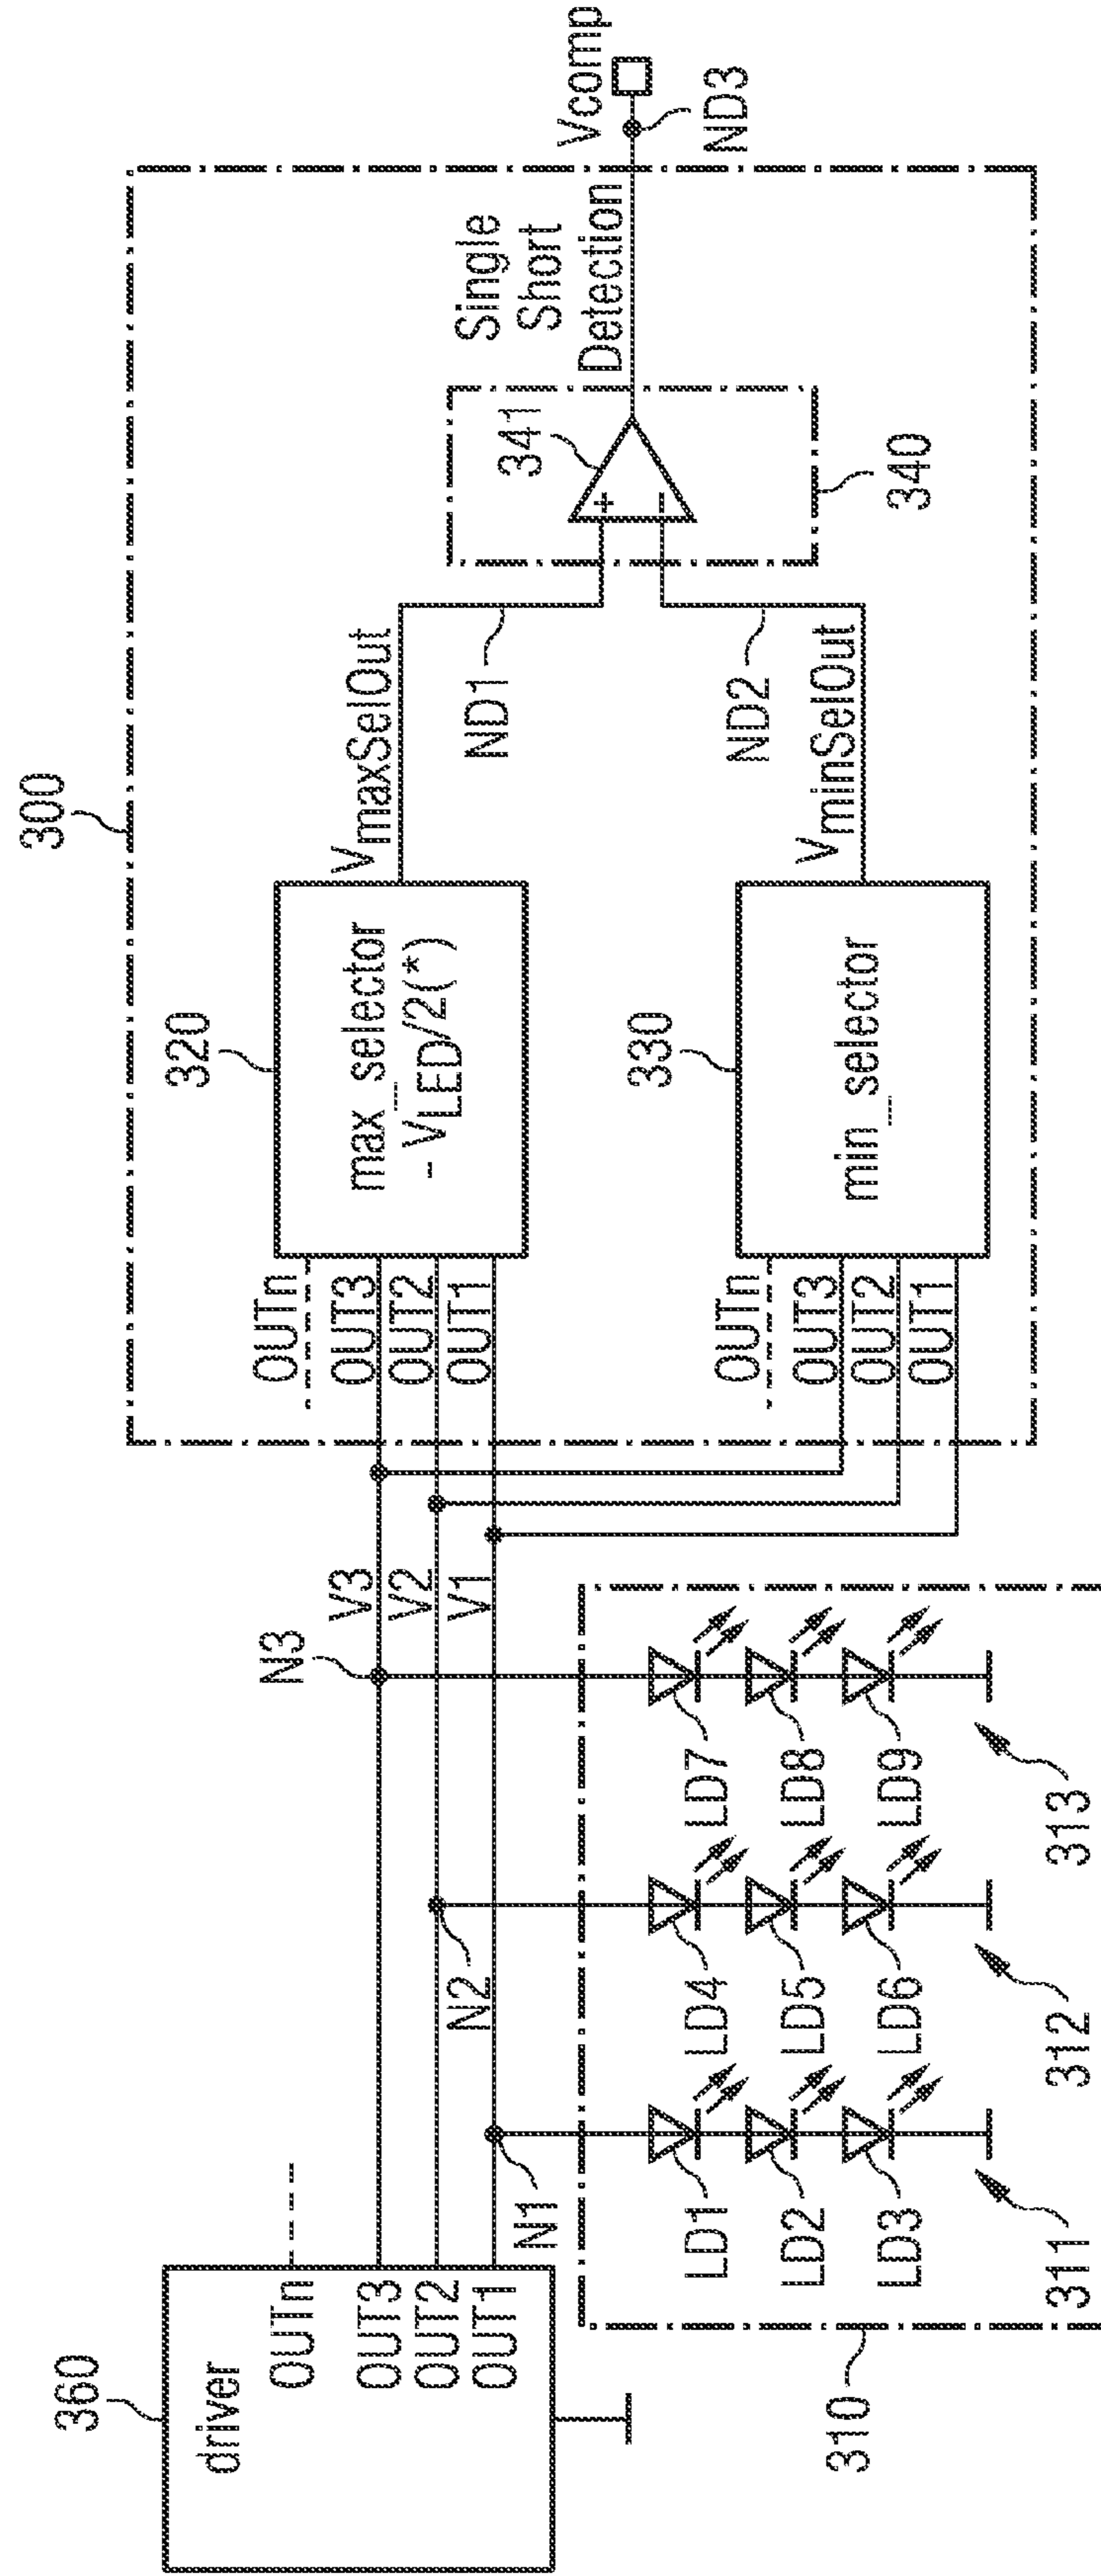 300
360
driver
OUTn
OUT3
OUT2
OUT1
N3
N2
N1
V3
V2
V1
310
LD1
LD2
LD3
311
LD4
LD5
LD6
312
LD7
LD8
LD9
313
OUTn
OUT3
OUT2
OUT1
320
max_selector
- VLED/2(*)
VmaxSelOut
ND1
OUTn
OUT3
OUT2
OUT1
330
min_selector
VminSelOut
ND2
341
+
−
340
Single
Short
Detection
Vcomp
ND3